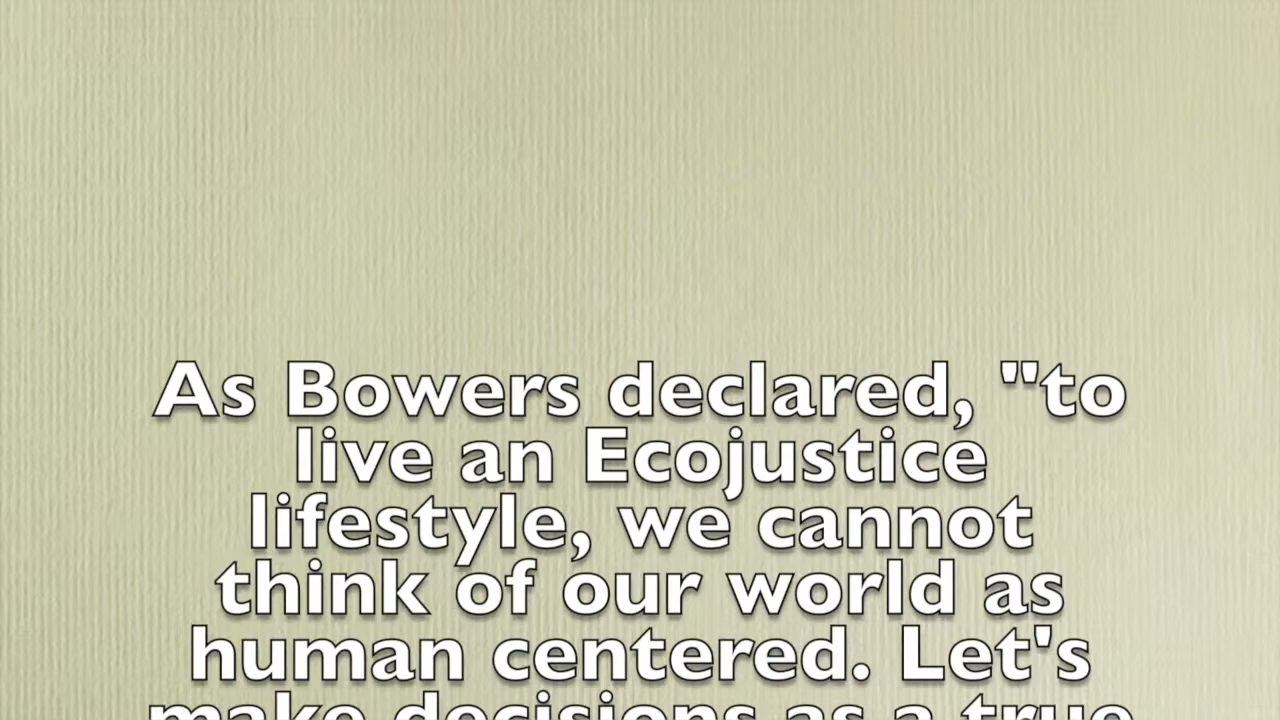 As Bowers declared, "to
live an Ecojustice
lifestyle, we cannot
think of our world as
human centered. Let's
make decisions as a true